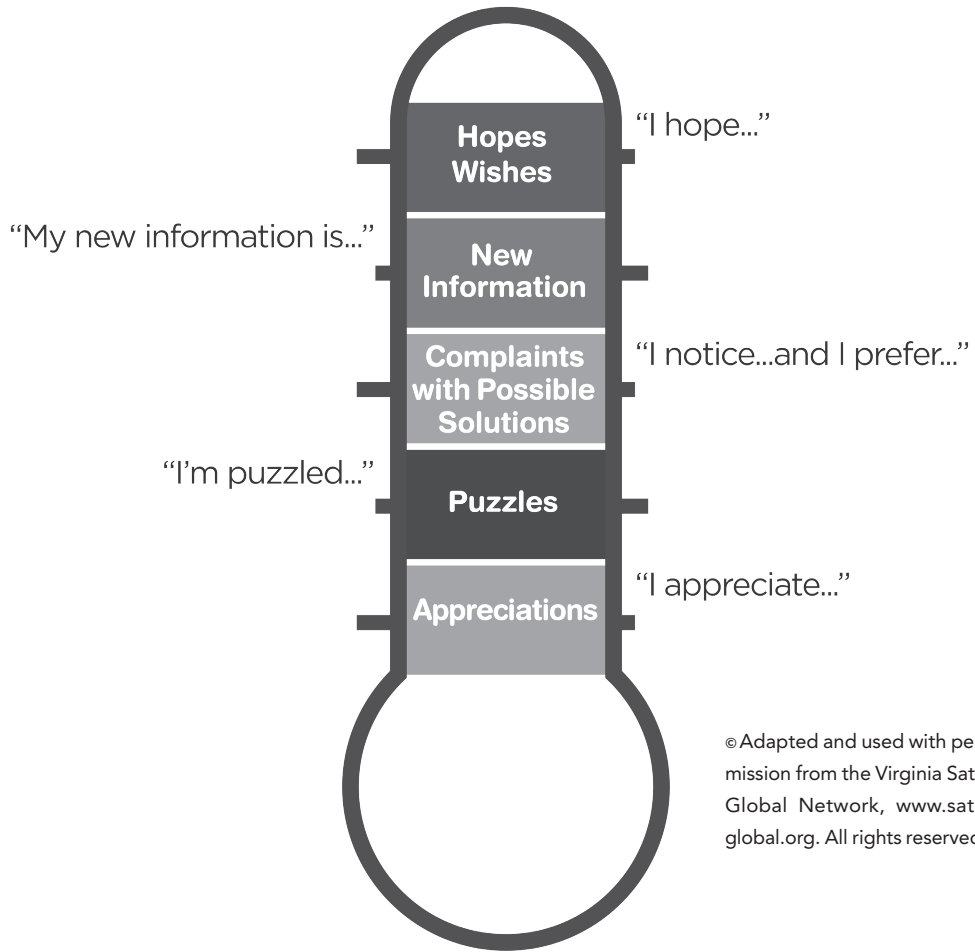 “I hope...”
Hopes
Wishes
“My new information is...”
New
Information
“I notice...and I prefer...”
Complaints
with Possible
Solutions
“I’m puzzled...”
Puzzles
“I appreciate...”
Appreciations
© Adapted and used with pe
mission from the Virginia Sat
Global Network, www.sat
global.org. All rights reserved